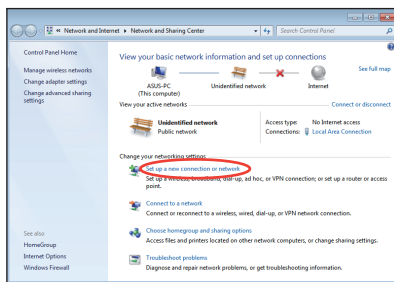 Network and Internet ▸ Network and Sharing Center
Search Control Panel
Control Panel Home
Manage wireless networks
Change adapter settings
Change advanced sharing
settings
See also
HomeGroup
Internet Options
Windows Firewall
View your basic network information and set up connections
See full map
ASUS-PC
(This computer)
Unidentified network
Internet
View your active networks
Connect or disconnect
Unidentified network
Public network
Access type: No Internet access
Connections: Local Area Connection
Change your networking settings
Set up a new connection or network
Set up a wireless, broadband, dial-up, ad hoc, or VPN connection; or set up a router or access
point.
Connect to a network
Connect or reconnect to a wireless, wired, dial-up, or VPN network connection.
Choose homegroup and sharing options
Access files and printers located on other network computers, or change sharing settings.
Troubleshoot problems
Diagnose and repair network problems, or get troubleshooting information.